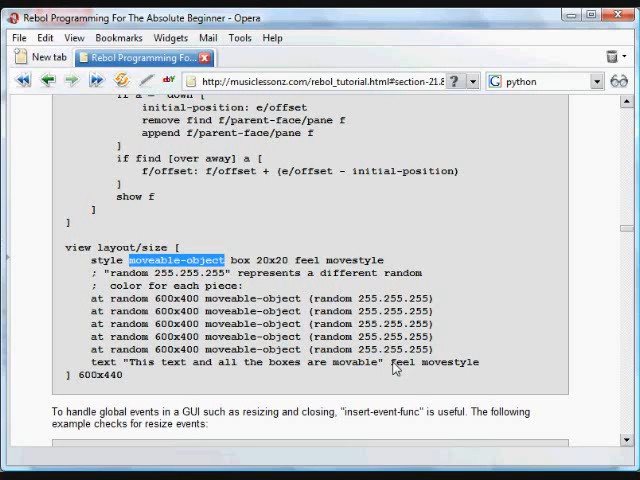 Rebol Programming For The Absolute Beginner - Opera
File Edit View Bookmarks Widgets Feeds Tools Help
New tab Rebol Programming Fo...
http://musiclessonz.com/rebol_tutorial.html#section-21.8 ? python
initial-position: e/offset
remove find f/parent-face/pane f
append f/parent-face/pane f
]
if find [over away] a [
f/offset: f/offset + (e/offset - initial-position)
]
show f
]
]
view layout/size [
style moveable-object box 20x20 feel movestyle
; "random 255.255.255" represents a different random
; color for each piece:
at random 600x400 moveable-object (random 255.255.255)
at random 600x400 moveable-object (random 255.255.255)
at random 600x400 moveable-object (random 255.255.255)
at random 600x400 moveable-object (random 255.255.255)
at random 600x400 moveable-object (random 255.255.255)
text "This text and all the boxes are movable" feel movestyle
] 600x440
To handle global events in a GUI such as resizing and closing, "insert-event-func" is useful. The following
example checks for resize events: